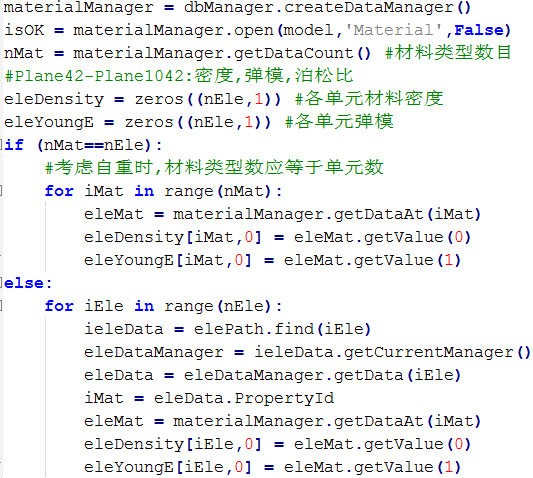 materialManager = dbManager.createDataManager()
isOK = materialManager.open(model,'Material',False)
nMat = materialManager.getDataCount() #材料类型数目
#Plane42-Plane1042:密度,弹模,泊松比
eleDensity = zeros((nEle,1)) #各单元材料密度
eleYoungE = zeros((nEle,1)) #各单元弹模
if (nMat==nEle):
    #考虑自重时,材料类型数应等于单元数
    for iMat in range(nMat):
        eleMat = materialManager.getDataAt(iMat)
        eleDensity[iMat,0] = eleMat.getValue(0)
        eleYoungE[iMat,0] = eleMat.getValue(1)
else:
    for iEle in range(nEle):
        ieleData = elePath.find(iEle)
        eleDataManager = ieleData.getCurrentManager()
        eleData = eleDataManager.getData(iEle)
        iMat = eleData.PropertyId
        eleMat = materialManager.getDataAt(iMat)
        eleDensity[iEle,0] = eleMat.getValue(0)
        eleYoungE[iEle,0] = eleMat.getValue(1)